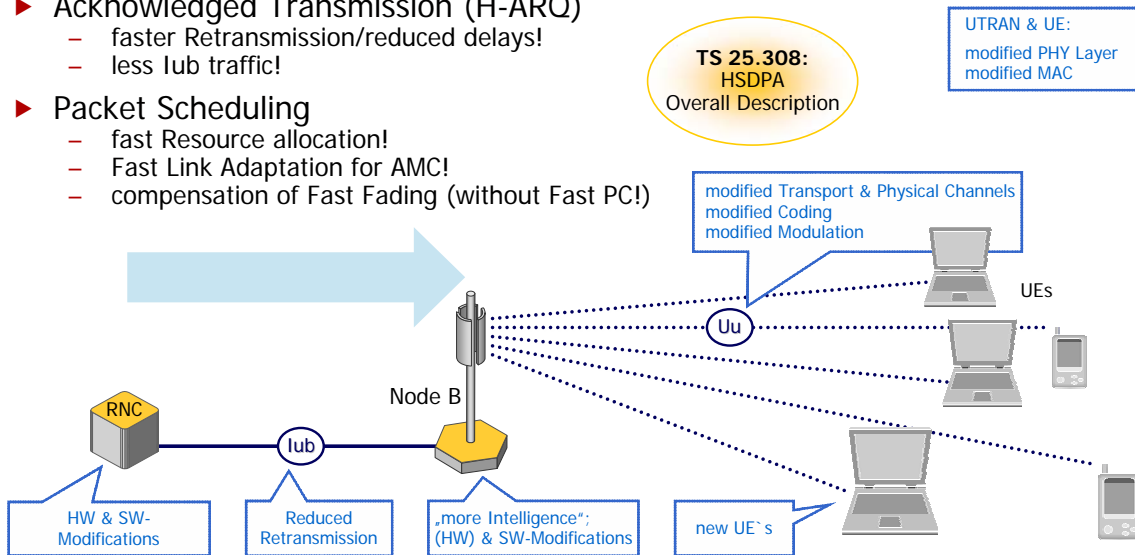 ▶ Acknowledged Transmission (H-ARQ)
– faster Retransmission/reduced delays!
– less Iub traffic!
▶ Packet Scheduling
– fast Resource allocation!
– Fast Link Adaptation for AMC!
– compensation of Fast Fading (without Fast PC!)
TS 25.308:
HSDPA
Overall Description
UTRAN & UE:
modified PHY Layer
modified MAC
modified Transport & Physical Channels
modified Coding
modified Modulation
UEs
Uu
Node B
RNC
Iub
HW & SW-
Modifications
Reduced
Retransmission
„more Intelligence“;
(HW) & SW-Modifications
new UE`s